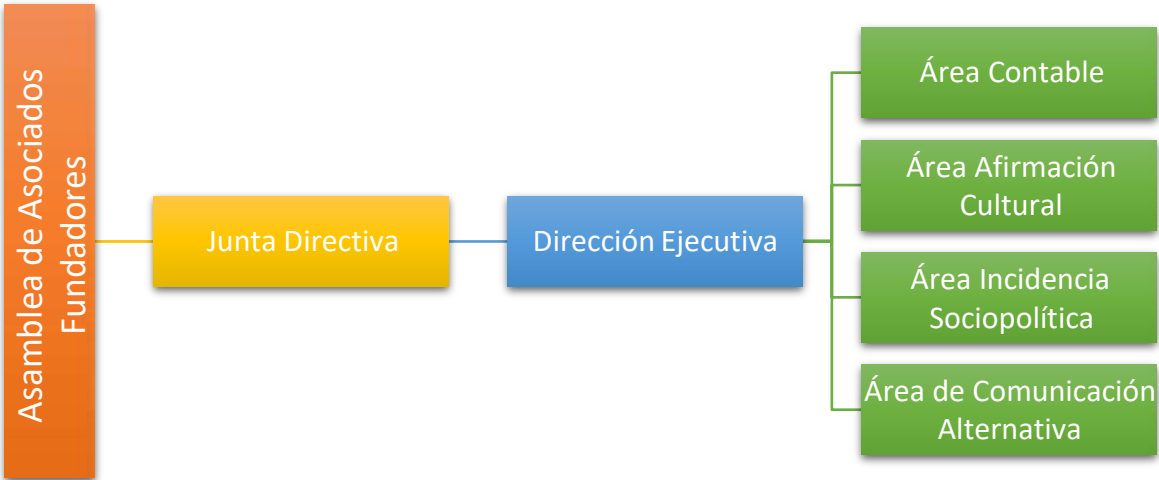 Asamblea de Asociados
Fundadores
Junta Directiva
Dirección Ejecutiva
Área Contable
Área Afirmación
Cultural
Área Incidencia
Sociopolítica
Área de Comunicación
Alternativa